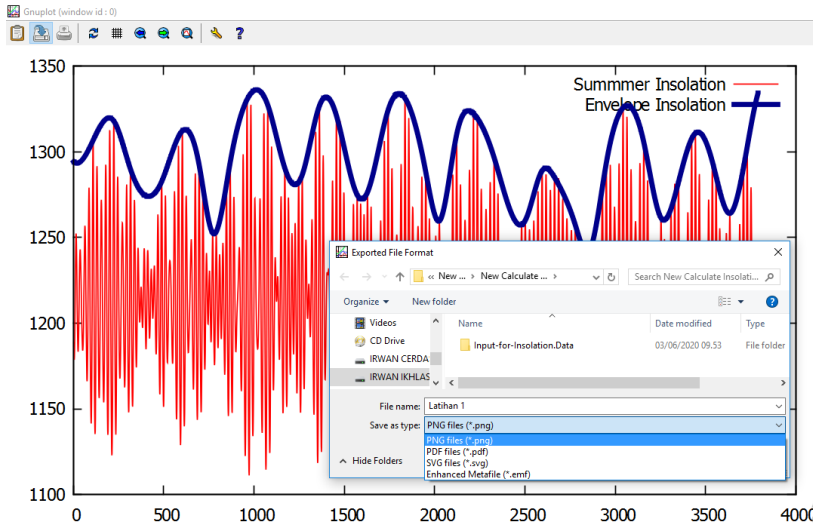 Gnuplot (window id : 0)
?
1350
1300
1250
1200
1150
1100
0 500 1000 1500 2000 2500 3000 3500 4000
Summmer Insolation
Envelope Insolation
Exported File Format
« New ... › New Calculate ... ›
Search New Calculate Insolati...
Organize
New folder
?
Videos
CD Drive
IRWAN CERDA
IRWAN IKHLAS
Name Date modified Type
Input-for-Insolation.Data 03/06/2020 09.53 File folder
File name: Latihan 1
Save as type: PNG files (*.png)
PNG files (*.png)
PDF files (*.pdf)
SVG files (*.svg)
Enhanced Metafile (*.emf)
Hide Folders